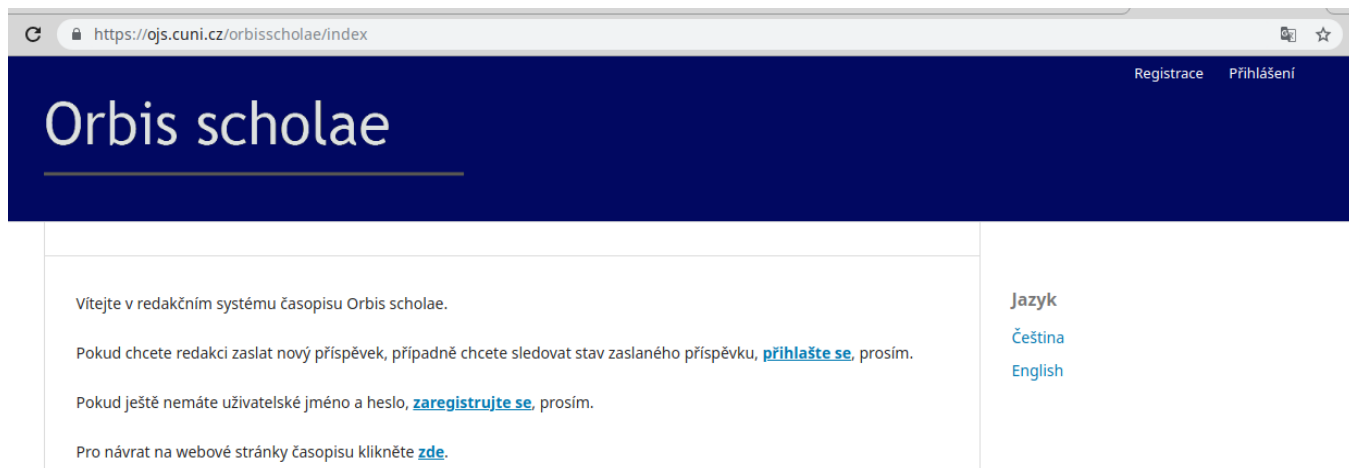 https://ojs.cuni.cz/orbisscholae/index
Registrace Přihlášení
Orbis scholae
Vítejte v redakčním systému časopisu Orbis scholae.
Pokud chcete redakci zaslat nový příspěvek, případně chcete sledovat stav zaslaného příspěvku, přihlašte se, prosím.
Pokud ještě nemáte uživatelské jméno a heslo, zaregistrujte se, prosím.
Pro návrat na webové stránky časopisu klikněte zde.
Jazyk
Čeština
English